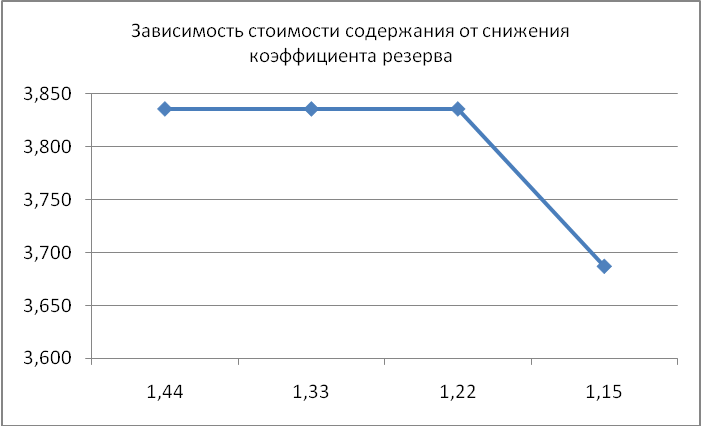 Зависимость стоимости содержания от снижения
коэффициента резерва
3,850
3,800
3,750
3,700
3,650
3,600
1,44 1,33 1,22 1,15